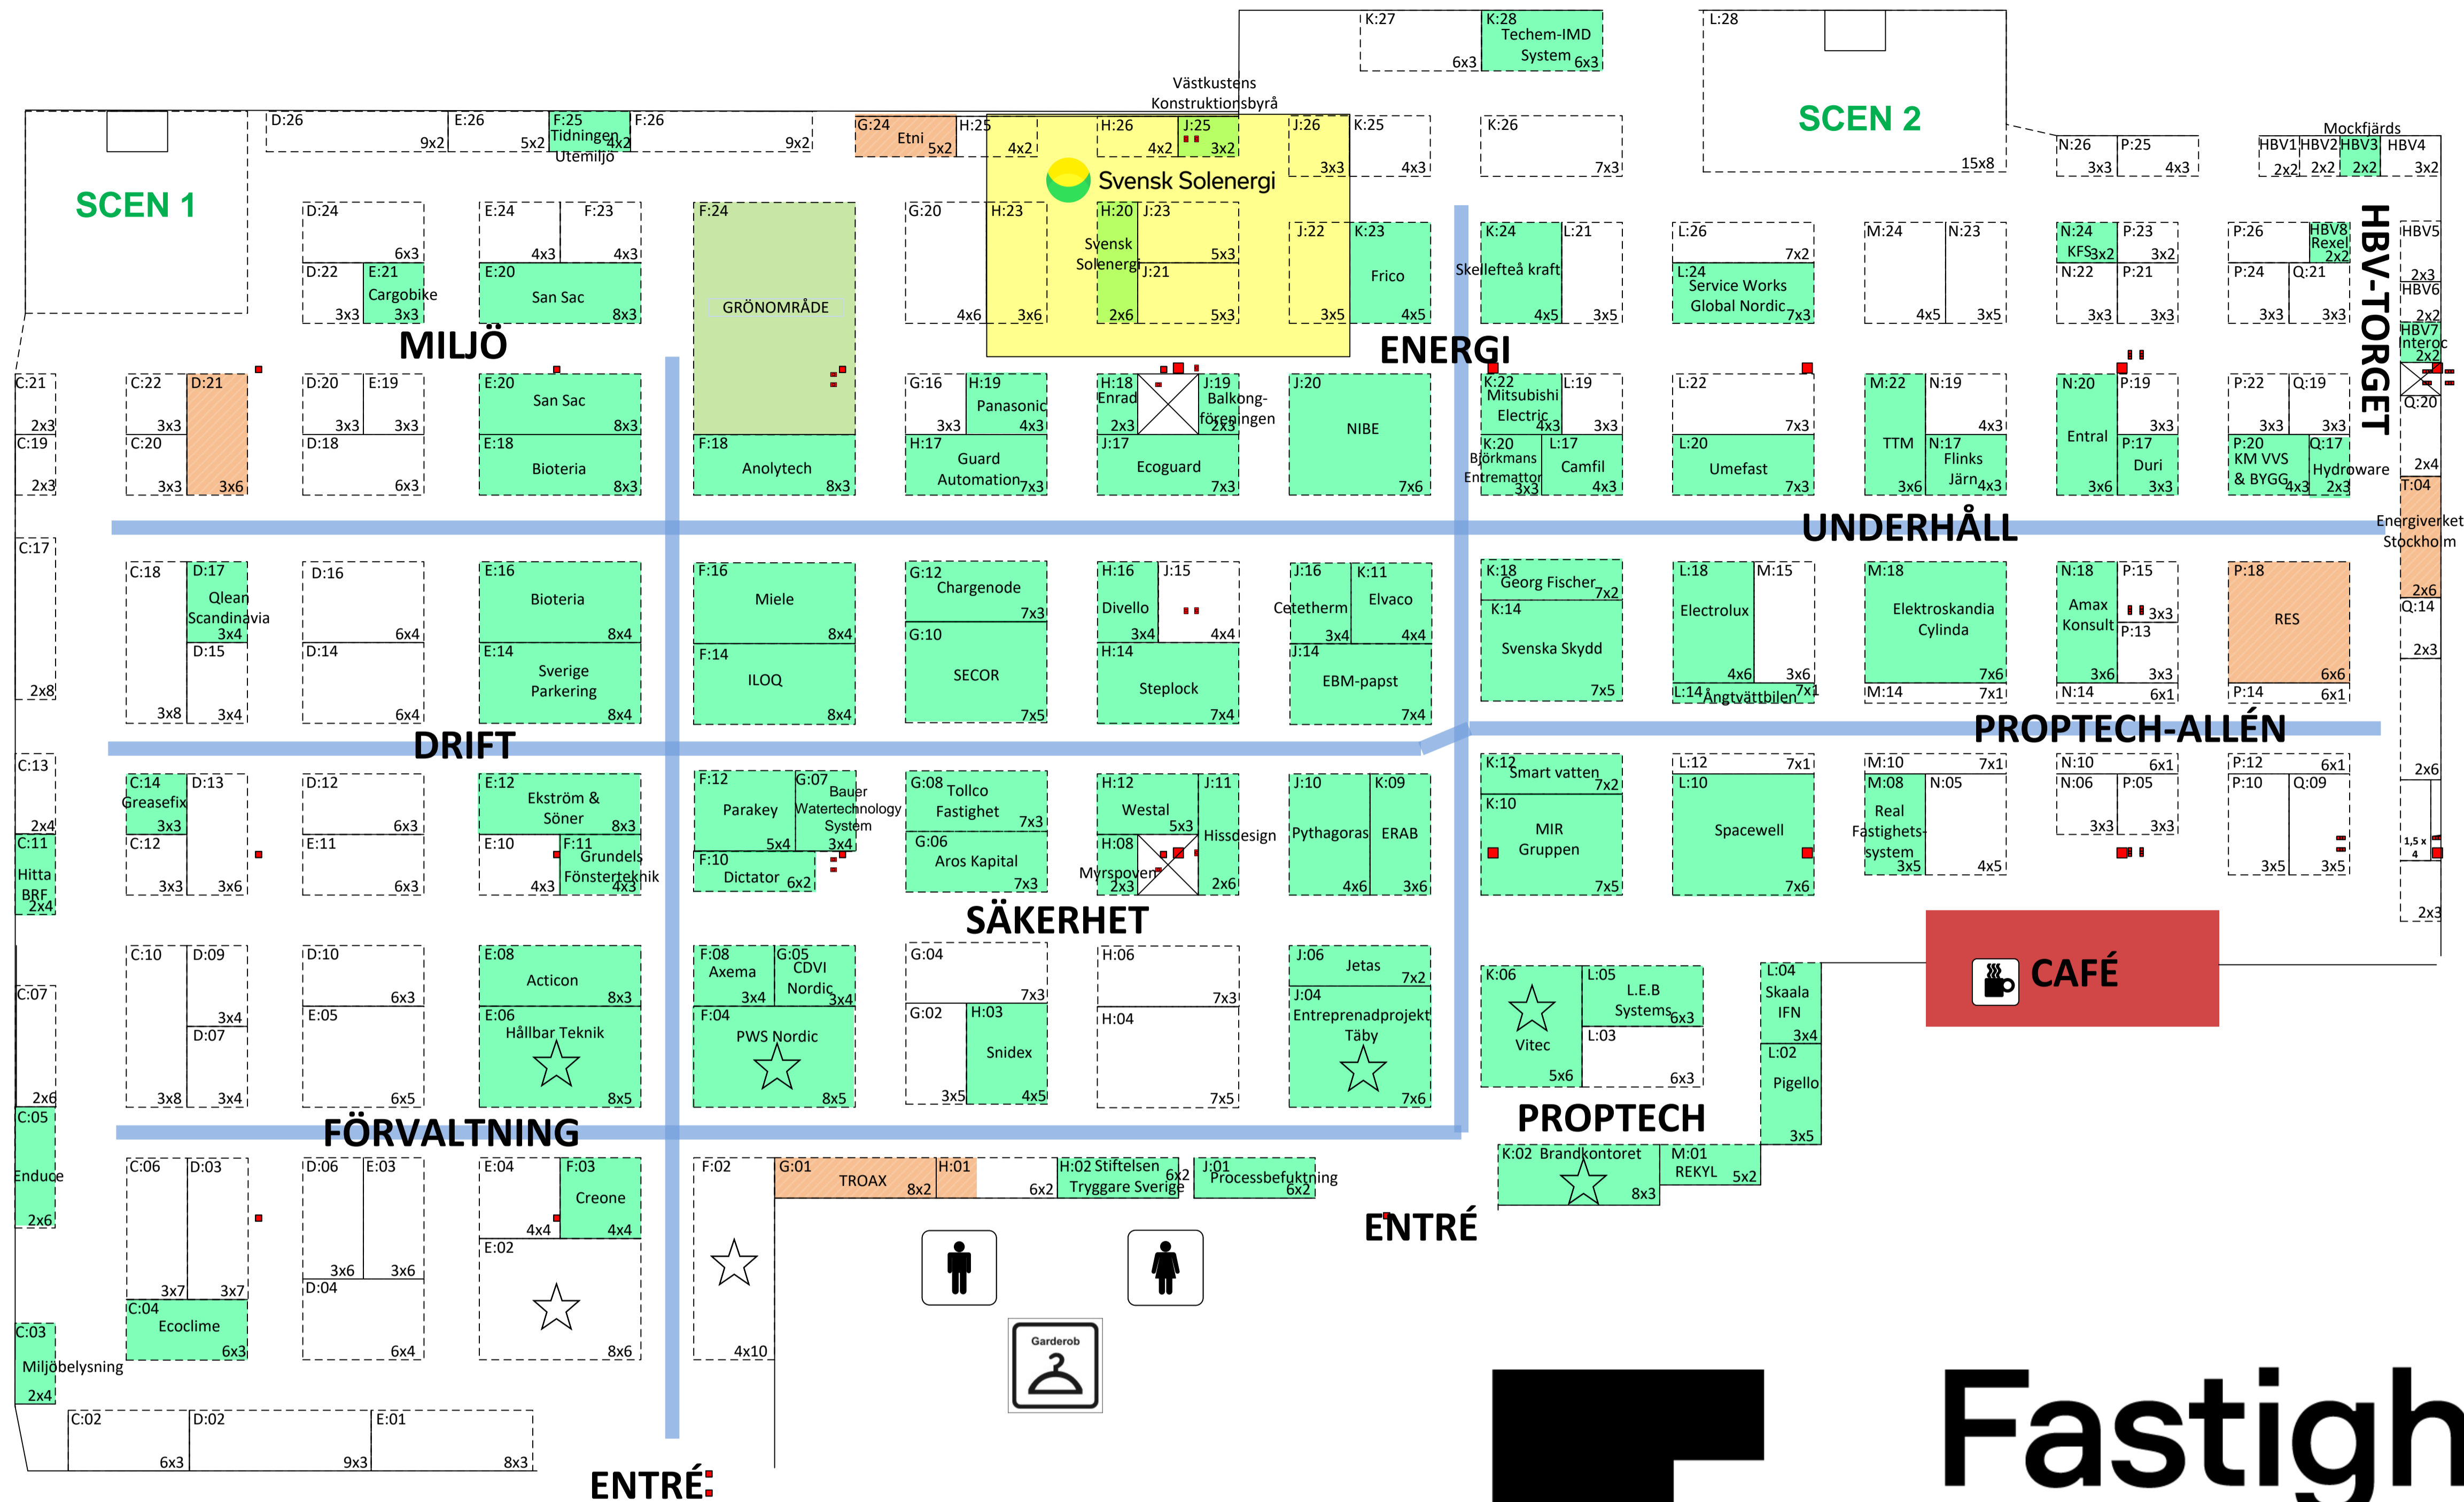 K:27
6x3
K:28
Techem-IMD
System
6x3
L:28
SCEN 2
15x8
Västkustens
Konstruktionsbyrå
SCEN 1
D:26
9x2
E:26
5x2
F:25
Tidningen
4x2
Utemiljö
F:26
9x2
G:24
Etni
5x2
H:25
4x2
H:26
4x2
J:25
3x2
J:26
3x3
K:25
4x3
K:26
7x3
N:26
3x3
P:25
4x3
Mockfjärds
HBV1
2x2
HBV2
2x2
HBV3
2x2
HBV4
3x2
Svensk Solenergi
D:24
6x3
D:22
3x3
E:21
Cargobike
3x3
E:24
4x3
F:23
4x3
E:20
San Sac
8x3
F:24
GRÖNOMRÅDE
G:20
4x6
H:23
3x6
H:20
Svensk
Solenergi
2x6
J:23
5x3
J:21
5x3
J:22
3x5
K:23
Frico
4x5
K:24
Skellefteå kraft
4x5
L:21
3x5
L:26
7x2
L:24
Service Works
Global Nordic
7x3
M:24
4x5
N:23
3x5
N:24
KFS
3x2
P:23
3x2
N:22
3x3
P:21
3x3
P:26
HBV8
Rexel
2x2
P:24
3x3
Q:21
3x3
HBV-TORGET
HBV5
2x3
HBV6
2x2
HBV7
Interoc
2x2
MILJÖ
ENERGI
C:21
2x3
C:19
2x3
C:22
3x3
C:20
3x3
D:21
3x6
D:20
3x3
E:19
3x3
D:18
6x3
E:20
San Sac
8x3
E:18
Bioteria
8x3
F:18
Anolytech
8x3
G:16
3x3
H:19
Panasonic
4x3
H:17
Guard
Automation
7x3
H:18
Enrad
2x3
J:19
Balkong-
föreningen
2x3
J:17
Ecoguard
7x3
J:20
NIBE
7x6
K:22
Mitsubishi
Electric
4x3
L:19
3x3
K:20
Björkmans
Entremattor
3x3
L:17
Camfil
4x3
L:22
7x3
L:20
Umefast
7x3
M:22
TTM
3x6
N:19
4x3
N:17
Flinks
Järn
4x3
N:20
Entral
3x6
P:19
3x3
P:17
Duri
3x3
P:22
3x3
Q:19
3x3
P:20
KM VVS
& BYGG
4x3
Q:17
Hydroware
2x3
Q:20
2x4
T:04
Energiverket
Stockholm
2x6
UNDERHÅLL
C:17
2x8
C:18
3x8
D:17
Qlean
Scandinavia
3x4
D:15
3x4
D:16
6x4
D:14
6x4
E:16
Bioteria
8x4
E:14
Sverige
Parkering
8x4
F:16
Miele
8x4
F:14
ILOQ
8x4
G:12
Chargenode
7x3
G:10
SECOR
7x5
H:16
Divello
3x4
J:15
4x4
H:14
Steplock
7x4
J:16
Cetetherm
3x4
K:11
Elvaco
4x4
J:14
EBM-papst
7x4
K:18
Georg Fischer
7x2
K:14
Svenska Skydd
7x5
L:18
Electrolux
4x6
M:15
3x6
L:14
Ångtvättbilen
7x1
M:18
Elektroskandia
Cylinda
7x6
M:14
7x1
N:18
Amax
Konsult
3x6
P:15
3x3
P:13
3x3
N:14
6x1
P:18
RES
6x6
P:14
6x1
Q:14
2x3
DRIFT
PROPTECH-ALLÉN
C:13
2x4
C:11
Hitta
BRF
2x4
C:14
Greasefix
3x3
C:12
3x3
D:13
3x6
D:12
6x3
E:11
6x3
E:12
Ekström &
Söner
8x3
E:10
4x3
F:11
Grundels
Fönsterteknik
4x3
F:12
Parakey
5x4
G:07
Bauer
Watertechnology
System
3x4
F:10
Dictator
6x2
G:08
Tollco
Fastighet
7x3
G:06
Aros Kapital
7x3
H:12
Westal
5x3
H:08
Myrspoven
2x3
J:11
Hissdesign
2x6
J:10
Pythagoras
4x6
K:09
ERAB
3x6
K:12
Smart vatten
7x2
K:10
MIR
Gruppen
7x5
L:12
7x1
L:10
Spacewell
7x6
M:10
7x1
M:08
Real
Fastighets-
system
3x5
N:05
4x5
N:10
6x1
N:06
3x3
P:05
3x3
P:12
6x1
P:10
3x5
Q:09
3x5
2x6
1,5 x
4
2x3
SÄKERHET
C:07
2x6
C:05
Enduce
2x6
C:10
3x8
D:09
3x4
D:07
3x4
D:10
6x3
E:05
6x5
E:08
Acticon
8x3
E:06
Hållbar Teknik
8x5
F:08
Axema
3x4
G:05
CDVI
Nordic
3x4
F:04
PWS Nordic
8x5
G:04
7x3
G:02
3x5
H:03
Snidex
4x5
H:06
7x3
H:04
7x5
J:06
Jetas
7x2
J:04
Entreprenadprojekt
Täby
7x6
K:06
Vitec
5x6
L:05
L.E.B
Systems
6x3
L:03
6x3
L:04
Skaala
IFN
3x4
L:02
Pigello
3x5
CAFÉ
FÖRVALTNING
PROPTECH
C:06
3x7
D:03
3x7
C:04
Ecoclime
6x3
D:06
3x6
E:03
3x6
D:04
6x4
E:04
4x4
F:03
Creone
4x4
E:02
8x6
F:02
4x10
G:01
TROAX
8x2
H:01
6x2
H:02 Stiftelsen
Tryggare Sverige
6x2
J:01
Processbefuktning
6x2
K:02 Brandkontoret
8x3
M:01
REKYL
5x2
ENTRÉ
C:03
Miljöbelysning
2x4
Garderob
C:02
6x3
D:02
9x3
E:01
8x3
ENTRÉ
Fastigh